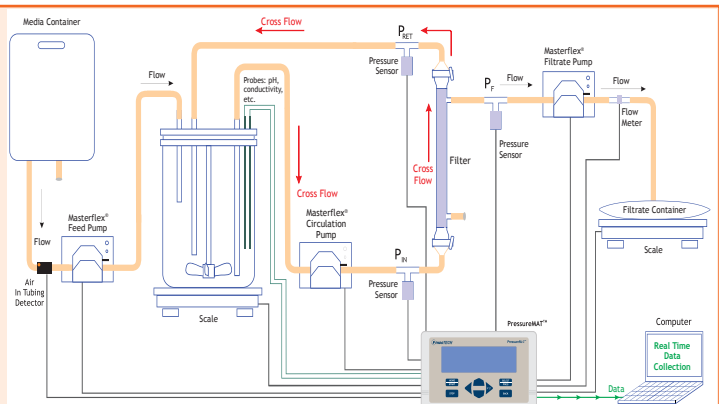 Media Container
Cross Flow
P RET
Pressure
Sensor
Masterflex®
Filtrate Pump
Flow
Probes: pH,
conductivity,
etc.
P F
Flow
Flow
Flow
Meter
Pressure
Sensor
Filter
Cross
Flow
Cross Flow
Masterflex®
Circulation
Pump
Masterflex®
Feed Pump
Flow
Filtrate Container
Scale
P IN
Air
In Tubing
Detector
Pressure
Sensor
Scale
PressureMAT™
Computer
PendoTECH
PressureMAT™
Real Time
Data
Collection
Data